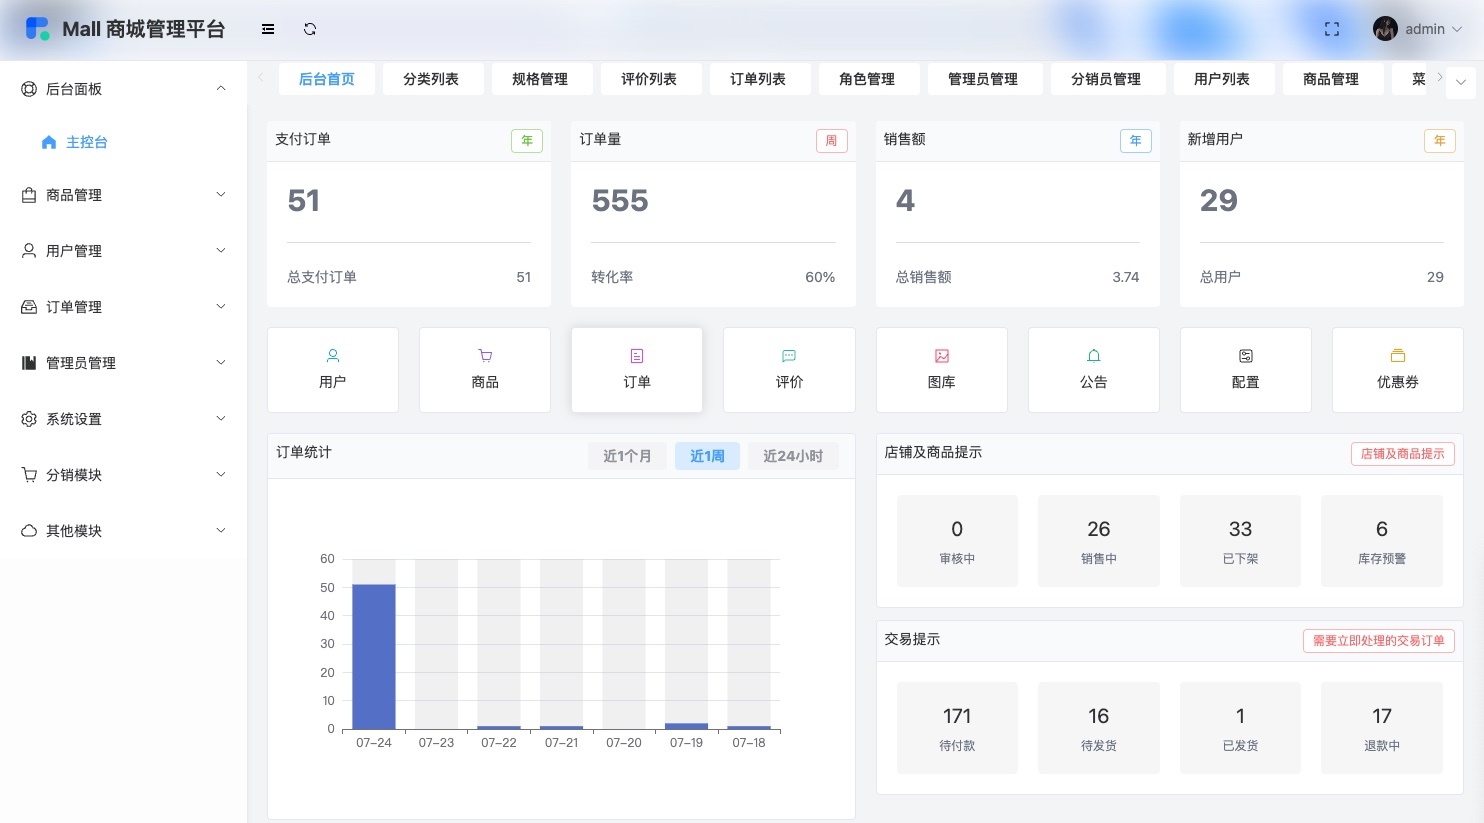 Mall 商城管理平台
admin
后台面板
主控台
商品管理
用户管理
订单管理
管理员管理
系统设置
分销模块
其他模块
后台首页 分类列表 规格管理 评价列表 订单列表 角色管理 管理员管理 分销员管理 用户列表 商品管理 菜
支付订单 年
51
总支付订单 51
订单量 周
555
转化率 60%
销售额 年
4
总销售额 3.74
新增用户 年
29
总用户 29
用户 商品 订单 评价 图库 公告 配置 优惠券
订单统计 近1个月 近1周 近24小时
60
50
40
30
20
10
0
07-24 07-23 07-22 07-21 07-20 07-19 07-18
店铺及商品提示 店铺及商品提示
0 26 33 6
审核中 销售中 已下架 库存预警
交易提示 需要立即处理的交易订单
171 16 1 17
待付款 待发货 已发货 退款中